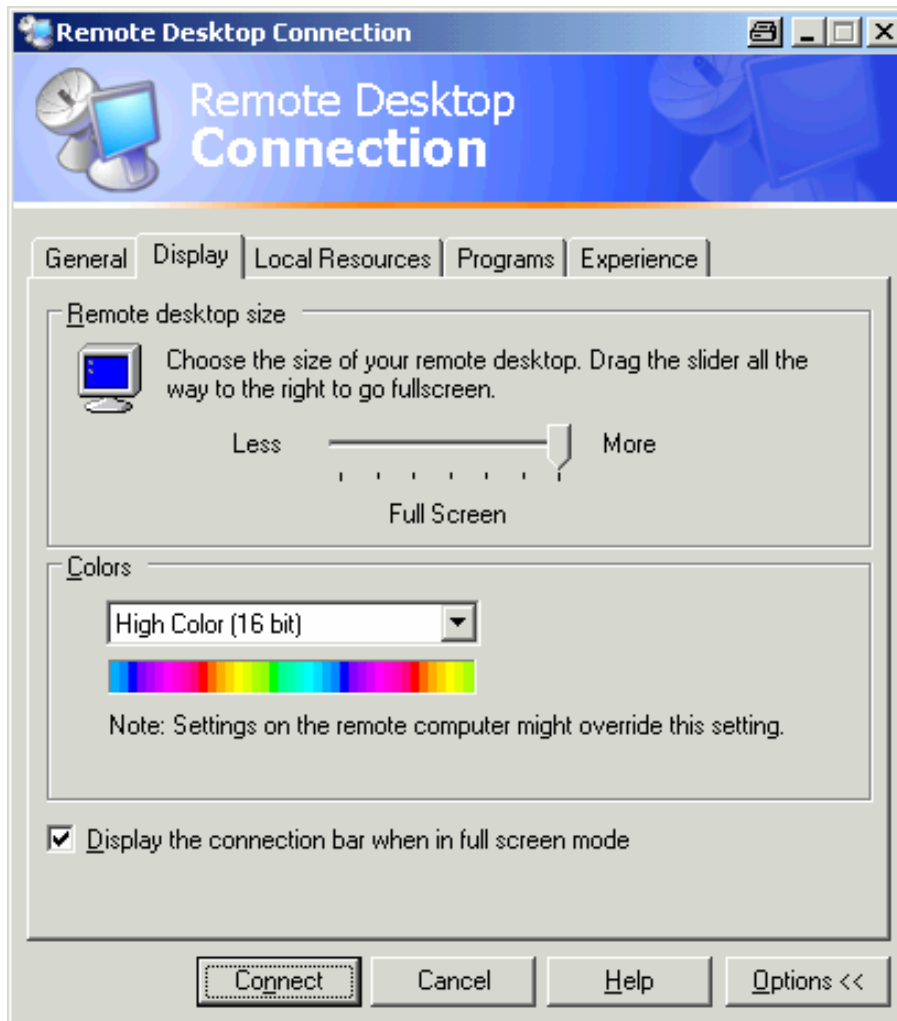 Remote Desktop Connection
Remote Desktop
Connection
General Display Local Resources Programs Experience
Remote desktop size
Choose the size of your remote desktop. Drag the slider all the
way to the right to go fullscreen.
Less More
Full Screen
Colors
High Color (16 bit)
Note: Settings on the remote computer might override this setting.
Display the connection bar when in full screen mode
Connect Cancel Help Options <<